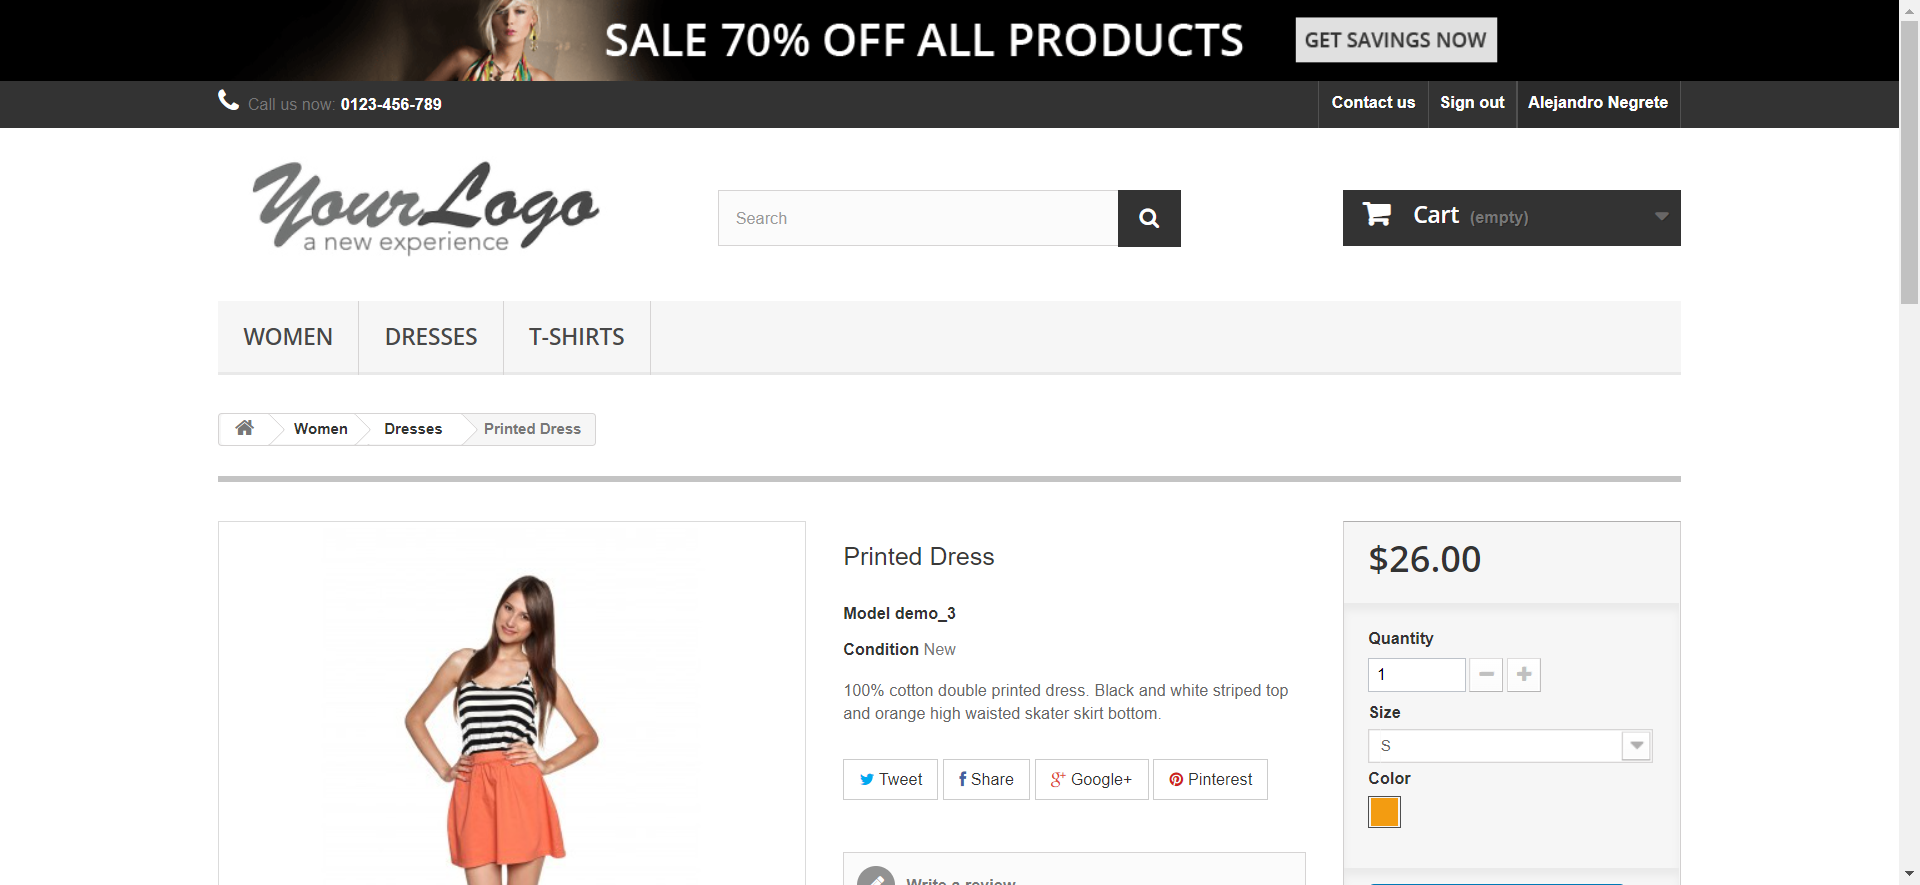 SALE 70% OFF ALL PRODUCTS
GET SAVINGS NOW
Call us now: 0123-456-789
Contact us
Sign out
Alejandro Negrete
YourLogo
a new experience
Search
Cart (empty)
WOMEN
DRESSES
T-SHIRTS
Women
Dresses
Printed Dress
Printed Dress
Model demo_3
Condition New
100% cotton double printed dress. Black and white striped top
and orange high waisted skater skirt bottom.
Tweet
Share
Google+
Pinterest
Write a review
$26.00
Quantity
1
Size
S
Color